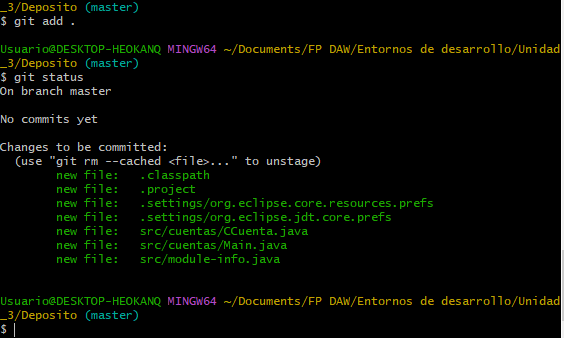 _3/Deposito (master)
$ git add .
Usuario@DESKTOP-HEOKANQ MINGW64 ~/Documents/FP DAW/Entornos de desarrollo/Unidad
_3/Deposito (master)
$ git status
On branch master
No commits yet
Changes to be committed:
  (use "git rm --cached <file>..." to unstage)
        new file:   .classpath
        new file:   .project
        new file:   .settings/org.eclipse.core.resources.prefs
        new file:   .settings/org.eclipse.jdt.core.prefs
        new file:   src/cuentas/CCuenta.java
        new file:   src/cuentas/Main.java
        new file:   src/module-info.java
Usuario@DESKTOP-HEOKANQ MINGW64 ~/Documents/FP DAW/Entornos de desarrollo/Unidad
_3/Deposito (master)
$